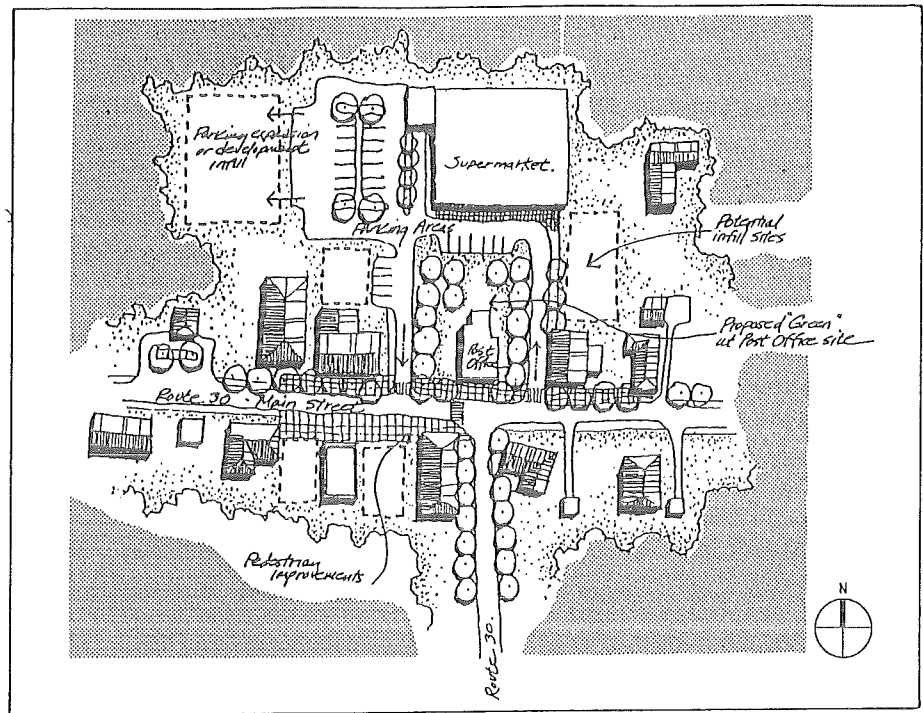 Parking expansion
or development
infill
Supermarket.
Parking Areas
Potential
infill sites
Proposed "Green"
at Post Office site
Post
Office
Route 30 - Main Street
Pedestrian
Improvements
Route 30.
N